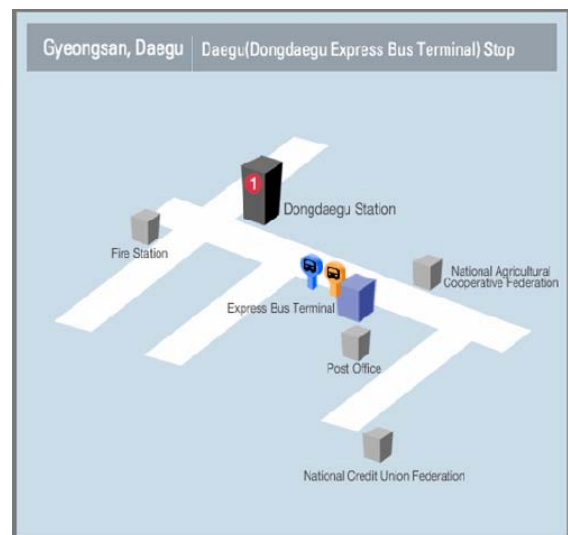 Gyeongsan, Daegu
Daegu(Dongdaegu Express Bus Terminal) Stop
1
Dongdaegu Station
Fire Station
National Agricultural
Cooperative Federation
Express Bus Terminal
Post Office
National Credit Union Federation